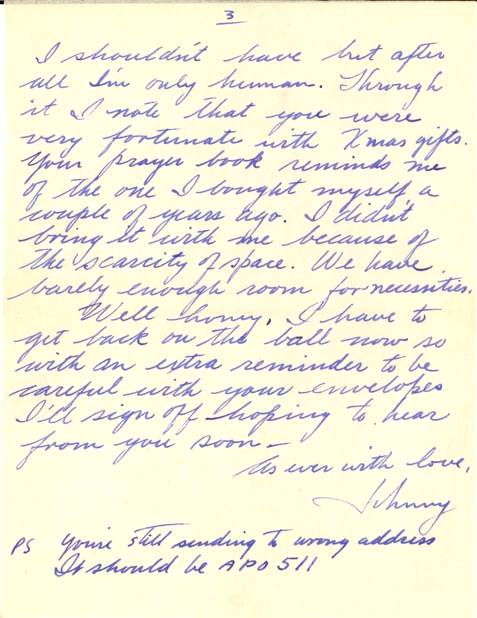 3
I shouldn't have but after
all I'm only human. Through
it I note that you were
very fortunate with Xmas gifts.
Your prayer book reminds me
of the one I bought myself a
couple of years ago. I didn't
bring it with me because of
the scarcity of space. We have
barely enough room for necessities.
Well honey, I have to
get back on the ball now so
with an extra reminder to be
careful with your envelopes
I'll sign off hoping to hear
from you soon—
As ever with love,
Johnny
PS You're still sending to wrong address
It should be APO 511